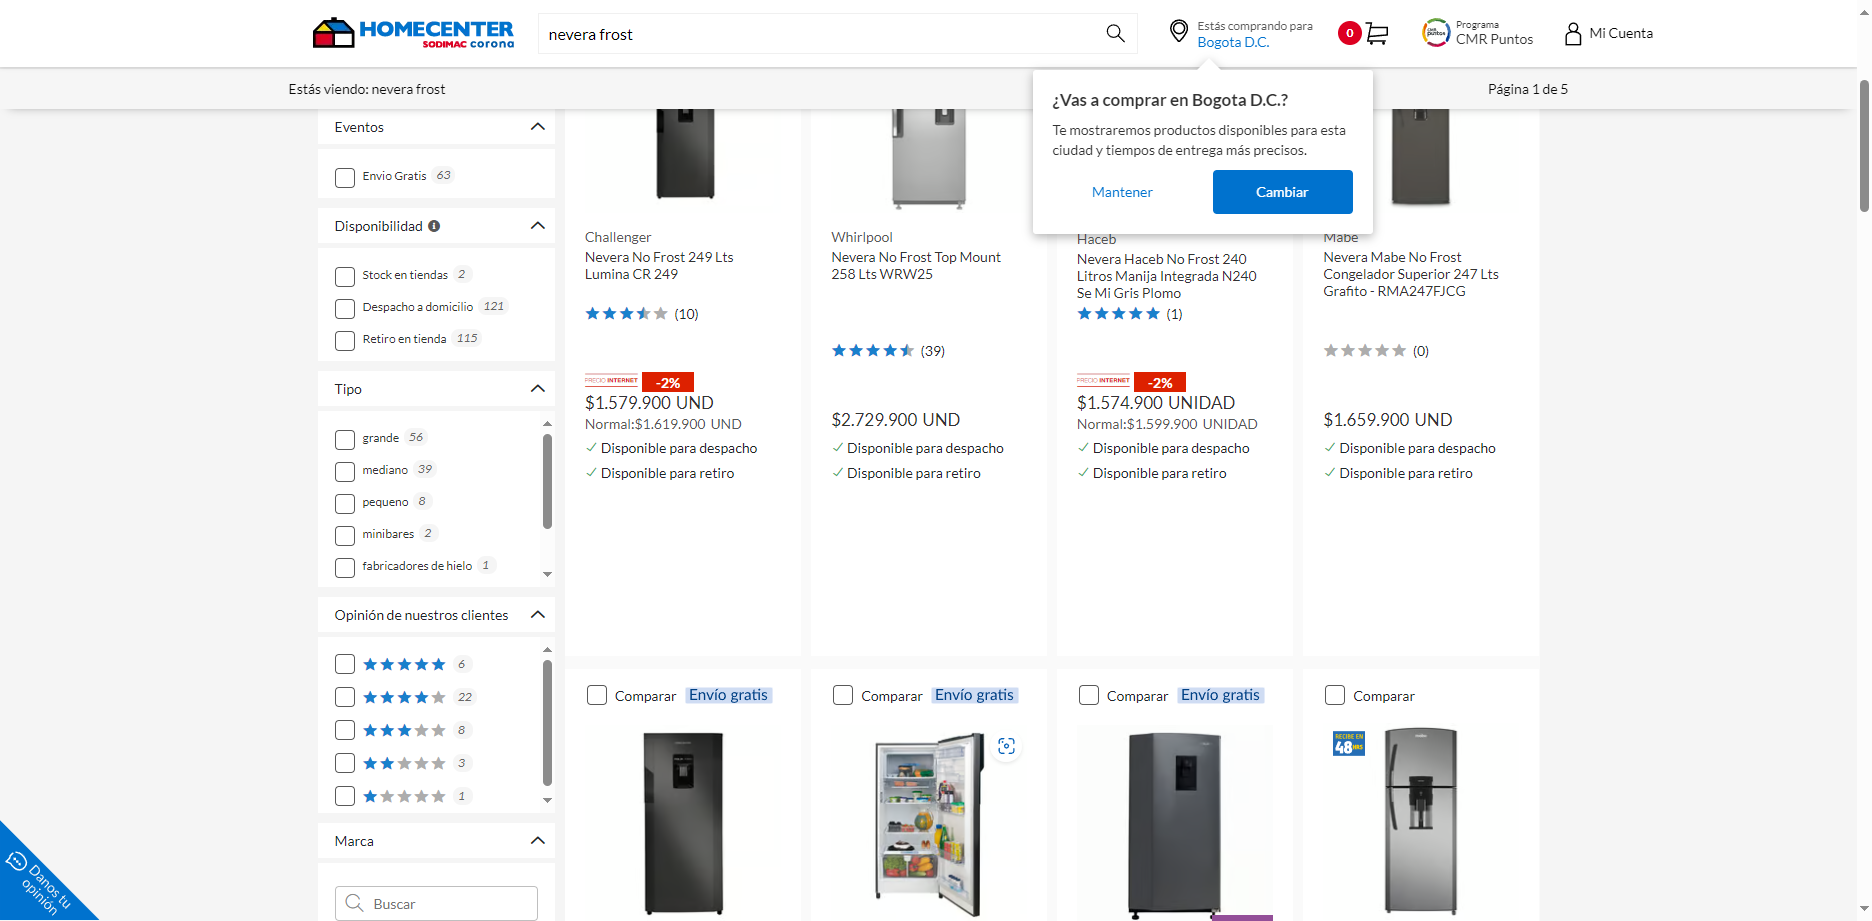 HOMECENTER
SODIMAC corona
nevera frost
Estás comprando para
Bogota D.C.
0
Programa
CMR Puntos
Mi Cuenta
Estás viendo: nevera frost
Página 1 de 5
¿Vas a comprar en Bogota D.C.?
Te mostraremos productos disponibles para esta
ciudad y tiempos de entrega más precisos.
Mantener
Cambiar
Eventos
Envio Gratis 63
Disponibilidad
Stock en tiendas 2
Despacho a domicilio 121
Retiro en tienda 115
Tipo
grande 56
mediano 39
pequeno 8
minibares 2
fabricadores de hielo 1
Opinión de nuestros clientes
6
22
8
3
1
Marca
Buscar
Danos tu
opinión
Challenger
Nevera No Frost 249 Lts
Lumina CR 249
(10)
PRECIO INTERNET -2%
$1.579.900 UND
Normal:$1.619.900 UND
Disponible para despacho
Disponible para retiro
Whirlpool
Nevera No Frost Top Mount
258 Lts WRW25
(39)
$2.729.900 UND
Disponible para despacho
Disponible para retiro
Haceb
Nevera Haceb No Frost 240
Litros Manija Integrada N240
Se Mi Gris Plomo
(1)
PRECIO INTERNET -2%
$1.574.900 UNIDAD
Normal:$1.599.900 UNIDAD
Disponible para despacho
Disponible para retiro
Mabe
Nevera Mabe No Frost
Congelador Superior 247 Lts
Grafito - RMA247FJCG
(0)
$1.659.900 UND
Disponible para despacho
Disponible para retiro
Comparar Envío gratis
Comparar Envío gratis
Comparar Envío gratis
Comparar
RECIBE EN
48HRS